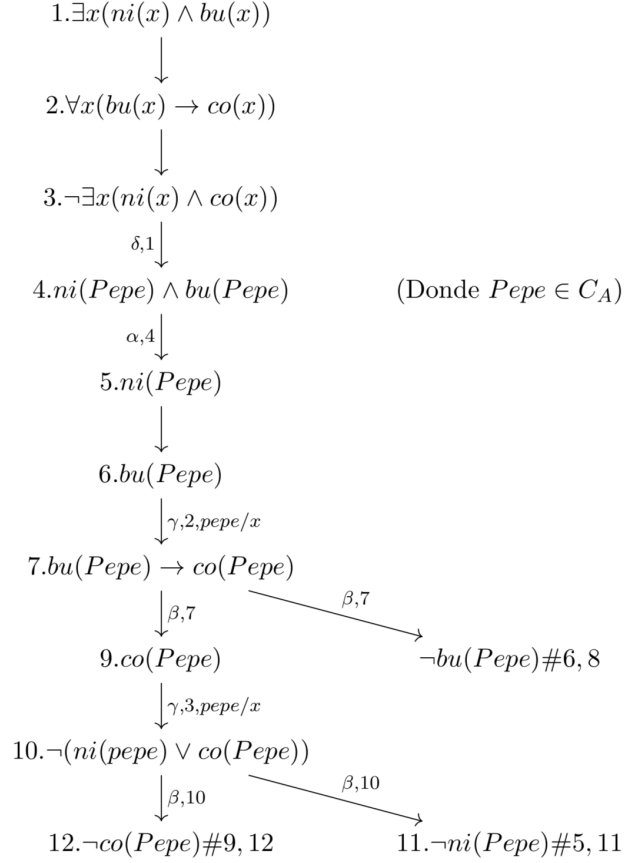 1.∃x(ni(x) ∧ bu(x))
2.∀x(bu(x) → co(x))
3.¬∃x(ni(x) ∧ co(x))
δ,1
4.ni(Pepe) ∧ bu(Pepe) (Donde Pepe ∈ C_A)
α,4
5.ni(Pepe)
6.bu(Pepe)
γ,2,pepe/x
7.bu(Pepe) → co(Pepe)
β,7 β,7
9.co(Pepe) ¬bu(Pepe)#6, 8
γ,3,pepe/x
10.¬(ni(pepe) ∨ co(Pepe))
β,10 β,10
12.¬co(Pepe)#9, 12 11.¬ni(Pepe)#5, 11